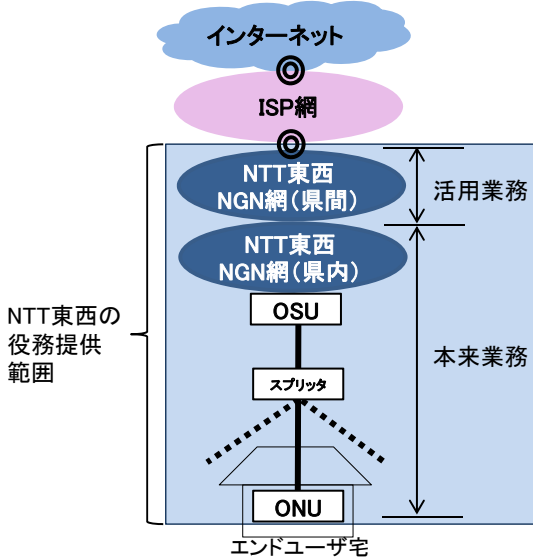 インターネット
ISP網
NTT東西
NGN網(県間)
活用業務
NTT東西
NGN網(県内)
OSU
NTT東西の
役務提供
範囲
本来業務
スプリッタ
ONU
エンドユーザ宅